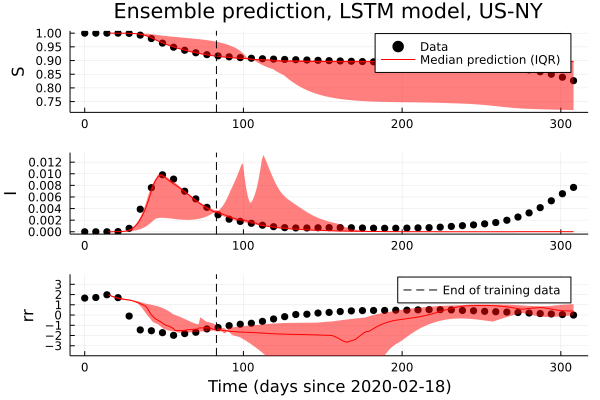 Ensemble prediction, LSTM model, US-NY
1.00
0.95
0.90
0.85
0.80
0.75
S
Data
Median prediction (IQR)
0 100 200 300
0.012
0.010
0.008
0.006
0.004
0.002
0.000
I
0 100 200 300
3
2
1
0
−1
−2
−3
rr
End of training data
0 100 200 300
Time (days since 2020-02-18)